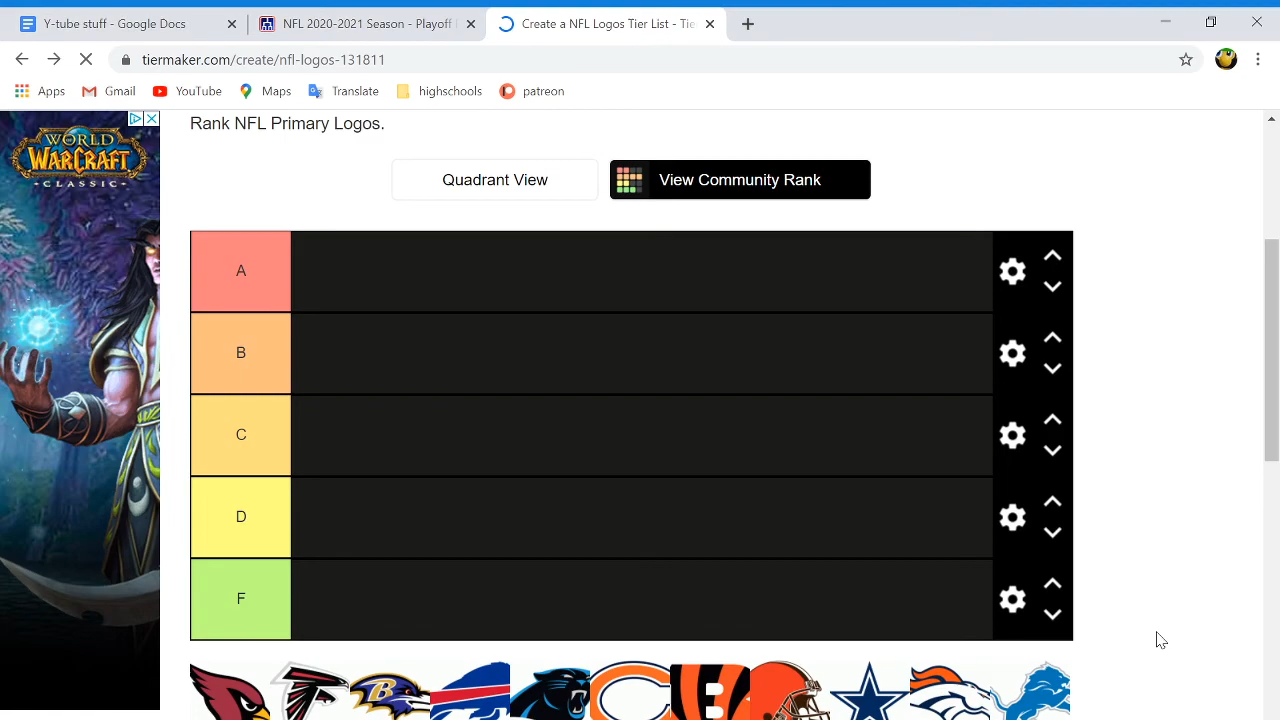 Y-tube stuff - Google Docs
NFL 2020-2021 Season - Playoff
Create a NFL Logos Tier List - Tie
tiermaker.com/create/nfl-logos-131811
Apps
Gmail
YouTube
Maps
Translate
highschools
patreon
WORLD
WARCRAFT
CLASSIC
Rank NFL Primary Logos.
Quadrant View
View Community Rank
A
B
C
D
F
B